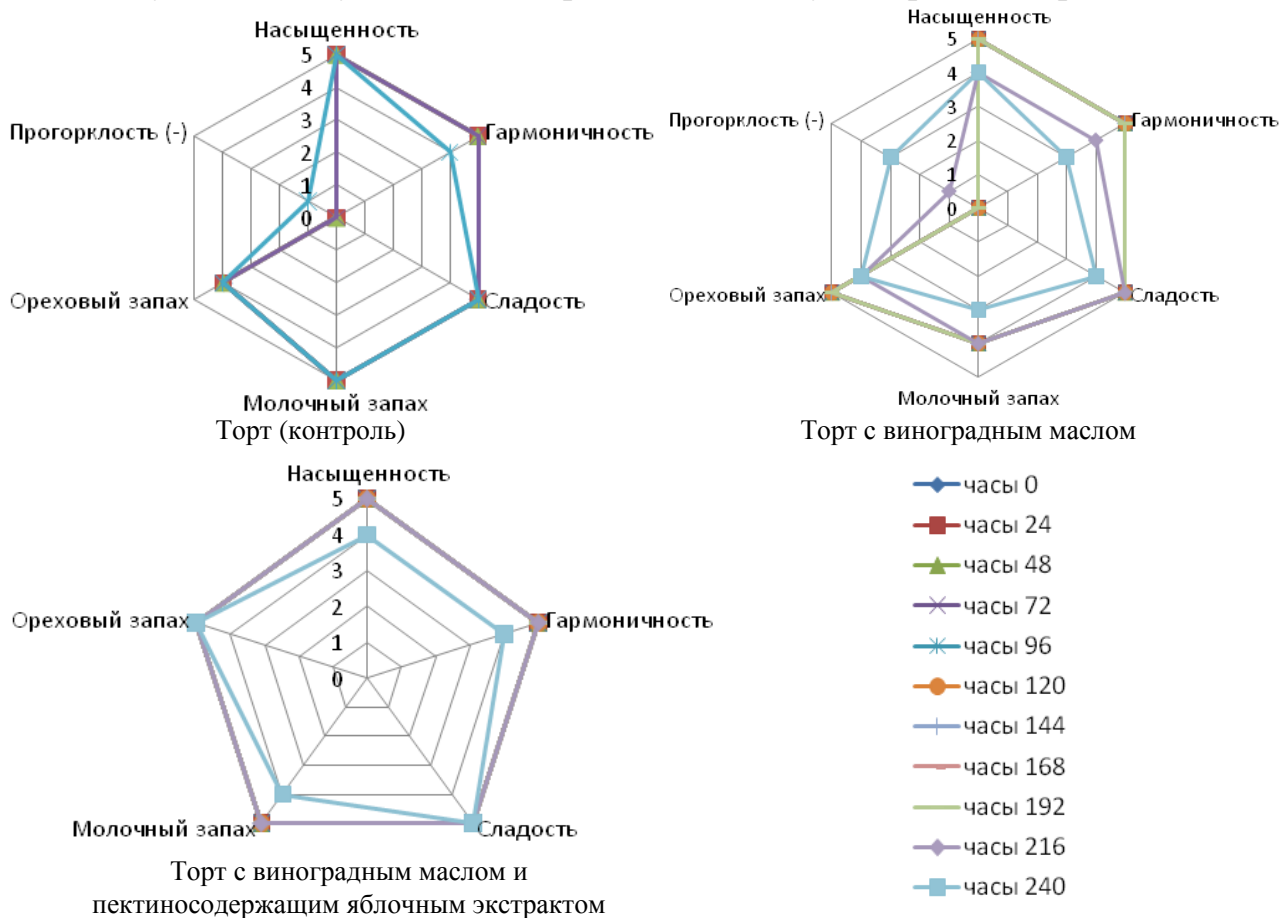 Насыщенность
5
4
Прогорклость (-)
3
Гармоничность
2
1
0
Ореховый запах
Сладость
Молочный запах
Торт (контроль)
Насыщенность
5
4
Прогорклость (-)
3
Гармоничность
2
1
0
Ореховый запах
Сладость
Молочный запах
Торт с виноградным маслом
Насыщенность
5
4
3
Ореховый запах
2
Гармоничность
1
0
Молочный запах
Сладость
Торт с виноградным маслом и
пектиносодержащим яблочным экстрактом
часы 0
часы 24
часы 48
часы 72
часы 96
часы 120
часы 144
часы 168
часы 192
часы 216
часы 240